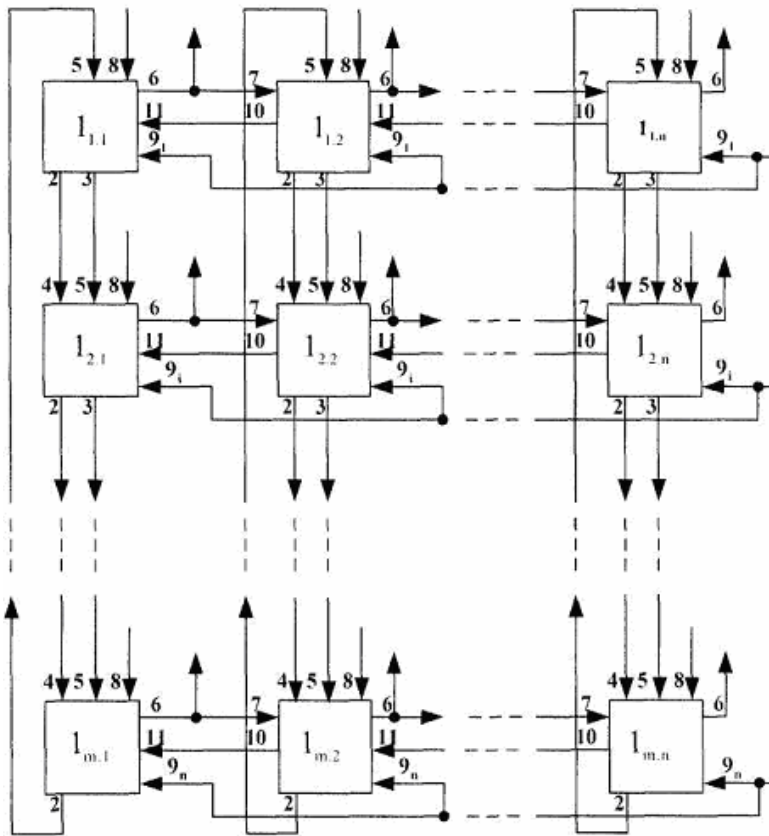 5 8 5 8 5 8
6 7 6 7 6
11 10 11 10
1₁.₁ 1₁.₂ 1₁.ₙ
9₁ 9₁ 9₁
2 3 2 3 2 3
4 5 8 4 5 8 4 5 8
6 7 6 7 6
11 10 11 10
1₂.₁ 1₂.₂ 1₂.ₙ
9ᵢ 9ᵢ 9ᵢ
2 3 2 3 2 3
4 5 8 4 5 8 4 5 8
6 7 6 7 6
11 10 11 10
1ₘ.₁ 1ₘ.₂ 1ₘ.ₙ
9ₙ 9ₙ 9ₙ
2 2 2